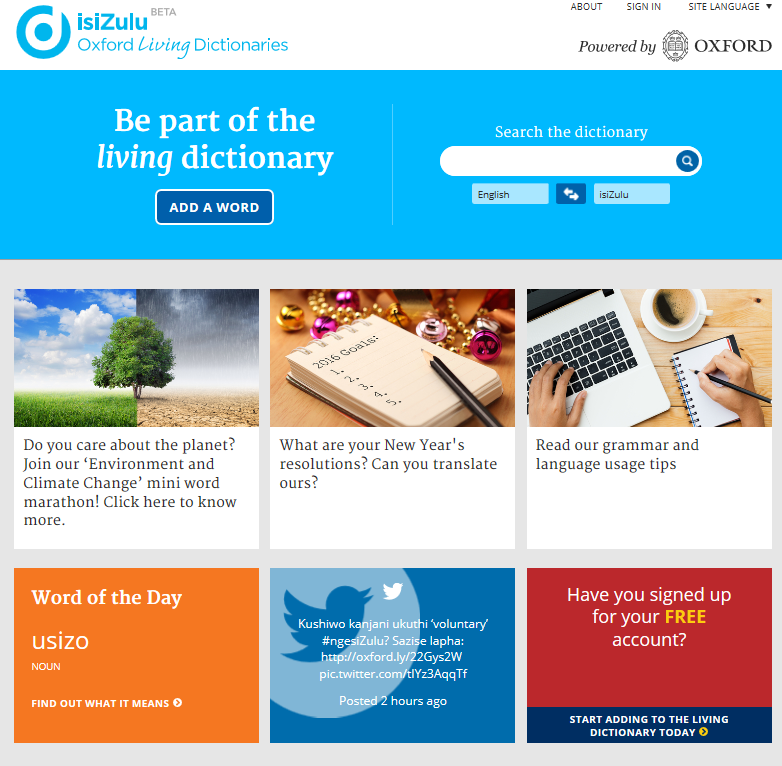 isiZulu BETA
Oxford Living Dictionaries
ABOUT SIGN IN SITE LANGUAGE
Powered by OXFORD
Be part of the
living dictionary
ADD A WORD
Search the dictionary
English isiZulu
2016 Goals:
1.
2.
3.
4.
5.
Do you care about the planet?
Join our ‘Environment and
Climate Change’ mini word
marathon! Click here to know
more.
What are your New Year's
resolutions? Can you translate
ours?
Read our grammar and
language usage tips
Word of the Day
usizo
NOUN
FIND OUT WHAT IT MEANS
Kushiwo kanjani ukuthi ‘voluntary’
#ngesiZulu? Sazise lapha:
http://oxford.ly/22Gys2W
pic.twitter.com/tlYz3AqqTf
Posted 2 hours ago
Have you signed up
for your FREE
account?
START ADDING TO THE LIVING
DICTIONARY TODAY